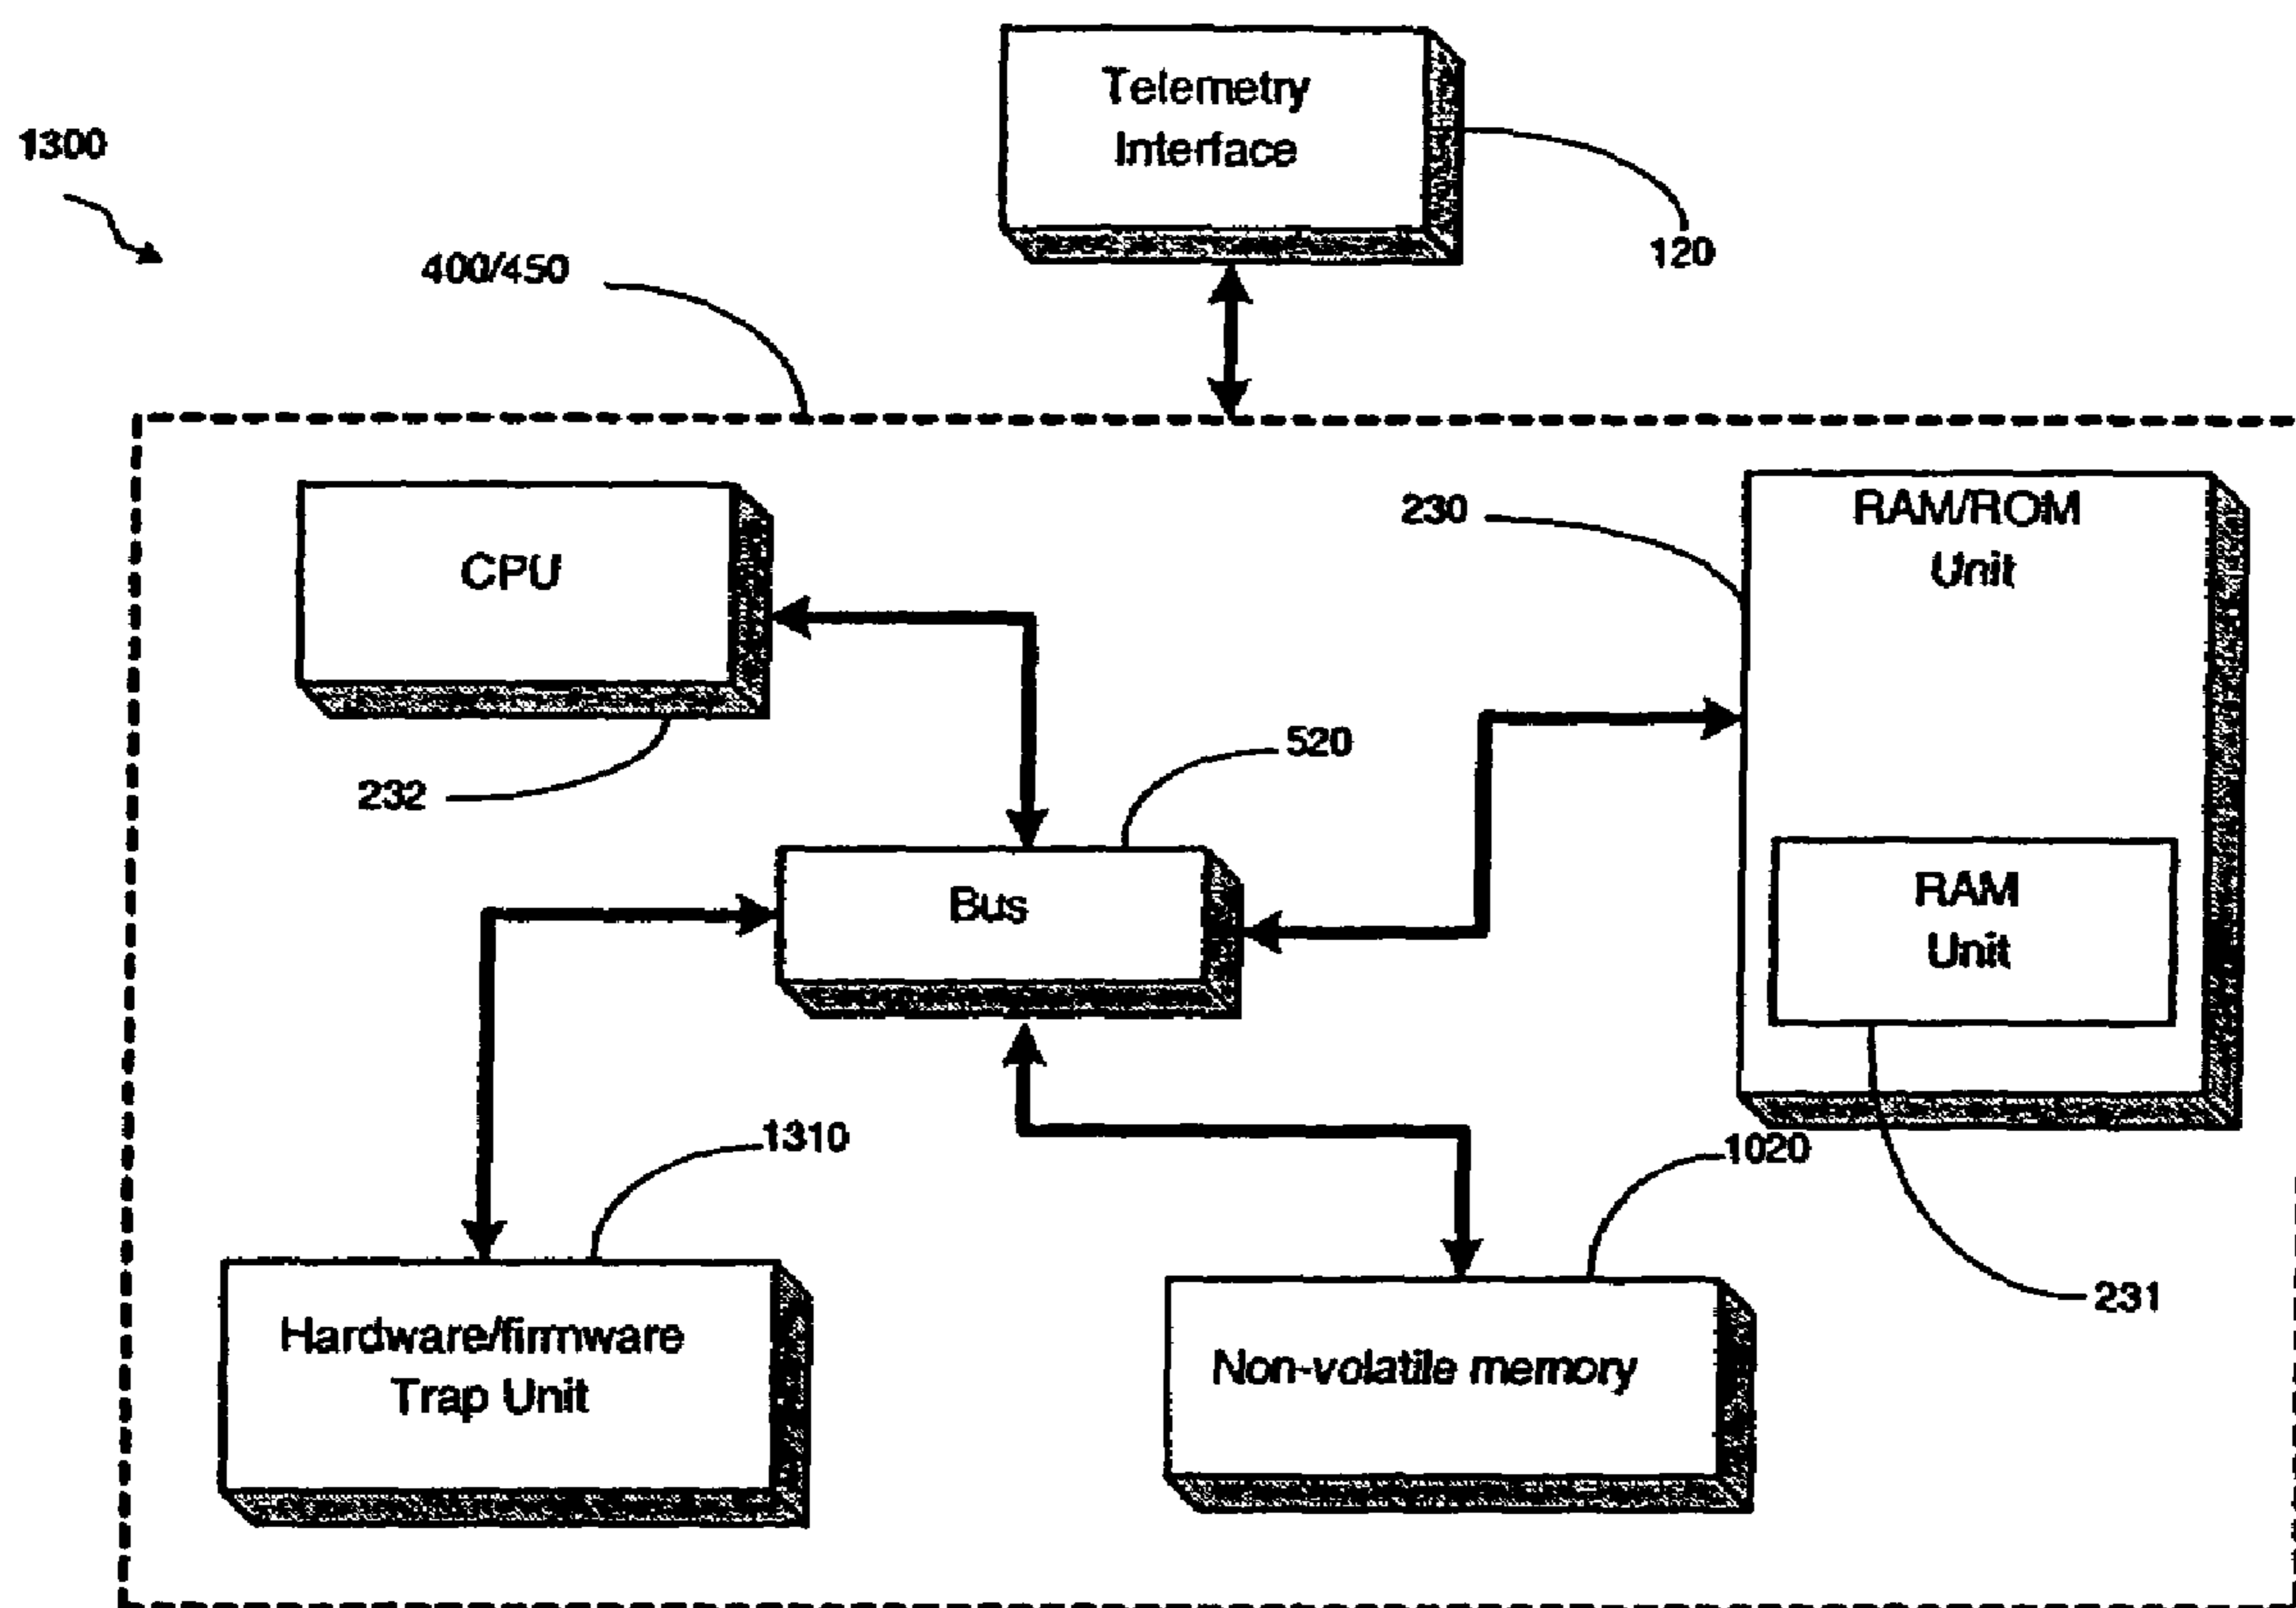 Telemetry
Interface
1300
120
400/450
CPU
230
RAM/ROM
Unit
232
520
Bus
RAM
Unit
1310
1020
231
Hardware/firmware
Trap Unit
Non-volatile memory